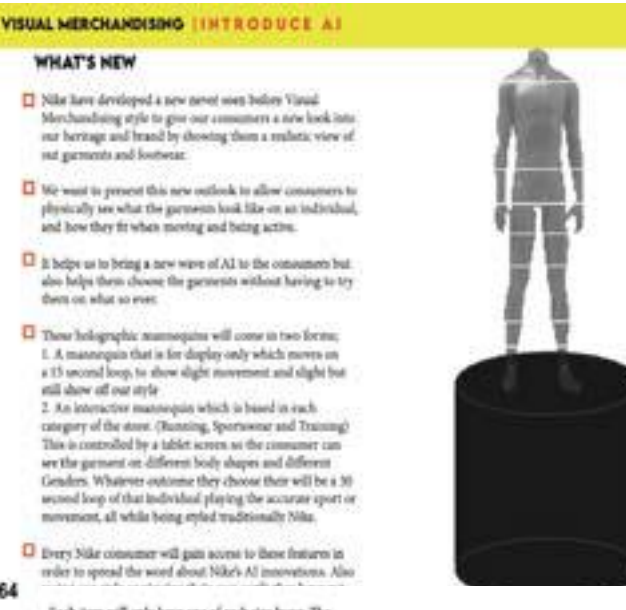 VISUAL MERCHANDISING | INTRODUCE AI
WHAT'S NEW
Nike have developed a new never seen before Visual
Merchandising style to give our consumers a new look into
our heritage and brand by showing them a realistic view of
our garments and footwear.
We want to present this new outlook to allow consumers to
physically see what the garments look like on an individual,
and how they fit when moving and being active.
It helps us to bring a new wave of AI to the consumers but
also helps them choose the garments without having to try
them on what so ever.
These holographic mannequins will come in two forms;
1. A mannequin that is for display only which moves on
a 15 second loop, to show slight movement and slight but
still show off our style
2. An interactive mannequin which is based in each
category of the store. (Running, Sportswear and Training)
This is controlled by a tablet screen so the consumer can
see the garment on different body shapes and different
Genders. Whatever outcome they choose their will be a 30
second loop of that individual playing the accurate sport or
movement, all while being styled traditionally Nike.
Every Nike consumer will gain access to these features in
order to spread the word about Nike's AI innovations. Also
64